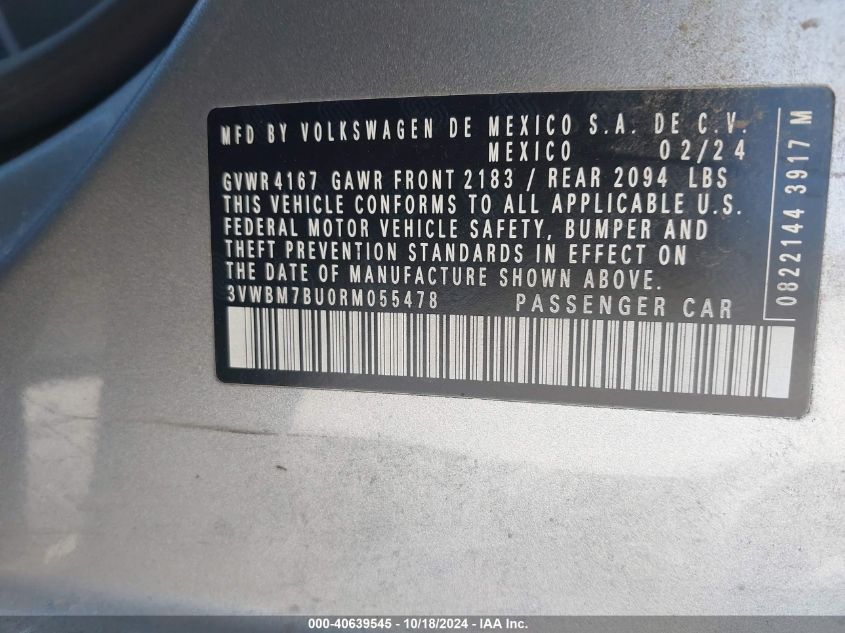 MFD BY VOLKSWAGEN DE MEXICO S.A. DE C.V.
MEXICO 02/24
GVWR 4167 GAWR FRONT 2183 / REAR 2094 LBS
THIS VEHICLE CONFORMS TO ALL APPLICABLE U.S.
FEDERAL MOTOR VEHICLE SAFETY, BUMPER AND
THEFT PREVENTION STANDARDS IN EFFECT ON
THE DATE OF MANUFACTURE SHOWN ABOVE.
3VWBM7BU0RM055478 PASSENGER CAR
0822144 3917 M
000-40639545 - 10/18/2024 - IAA Inc.